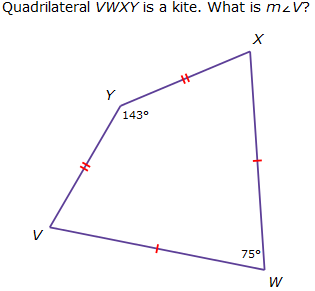 Quadrilateral VWXY is a kite. What is m∠V?
X
Y
143°
V
75°
W